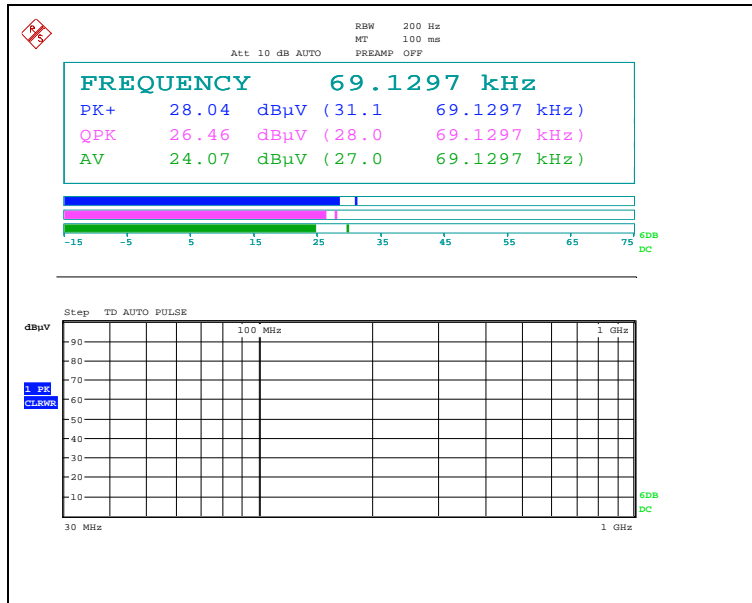 R S
RBW 200 Hz
MT 100 ms
Att 10 dB AUTO PREAMP OFF
FREQUENCY 69.1297 kHz
PK+ 28.04 dBµV (31.1 69.1297 kHz)
QPK 26.46 dBµV (28.0 69.1297 kHz)
AV 24.07 dBµV (27.0 69.1297 kHz)
-15 -5 5 15 25 35 45 55 65 75
6DB
DC
Step TD AUTO PULSE
dBµV
100 MHz 1 GHz
90
80
70
1 PK
60
CLRWR
50
40
30
20
10
6DB
DC
30 MHz 1 GHz